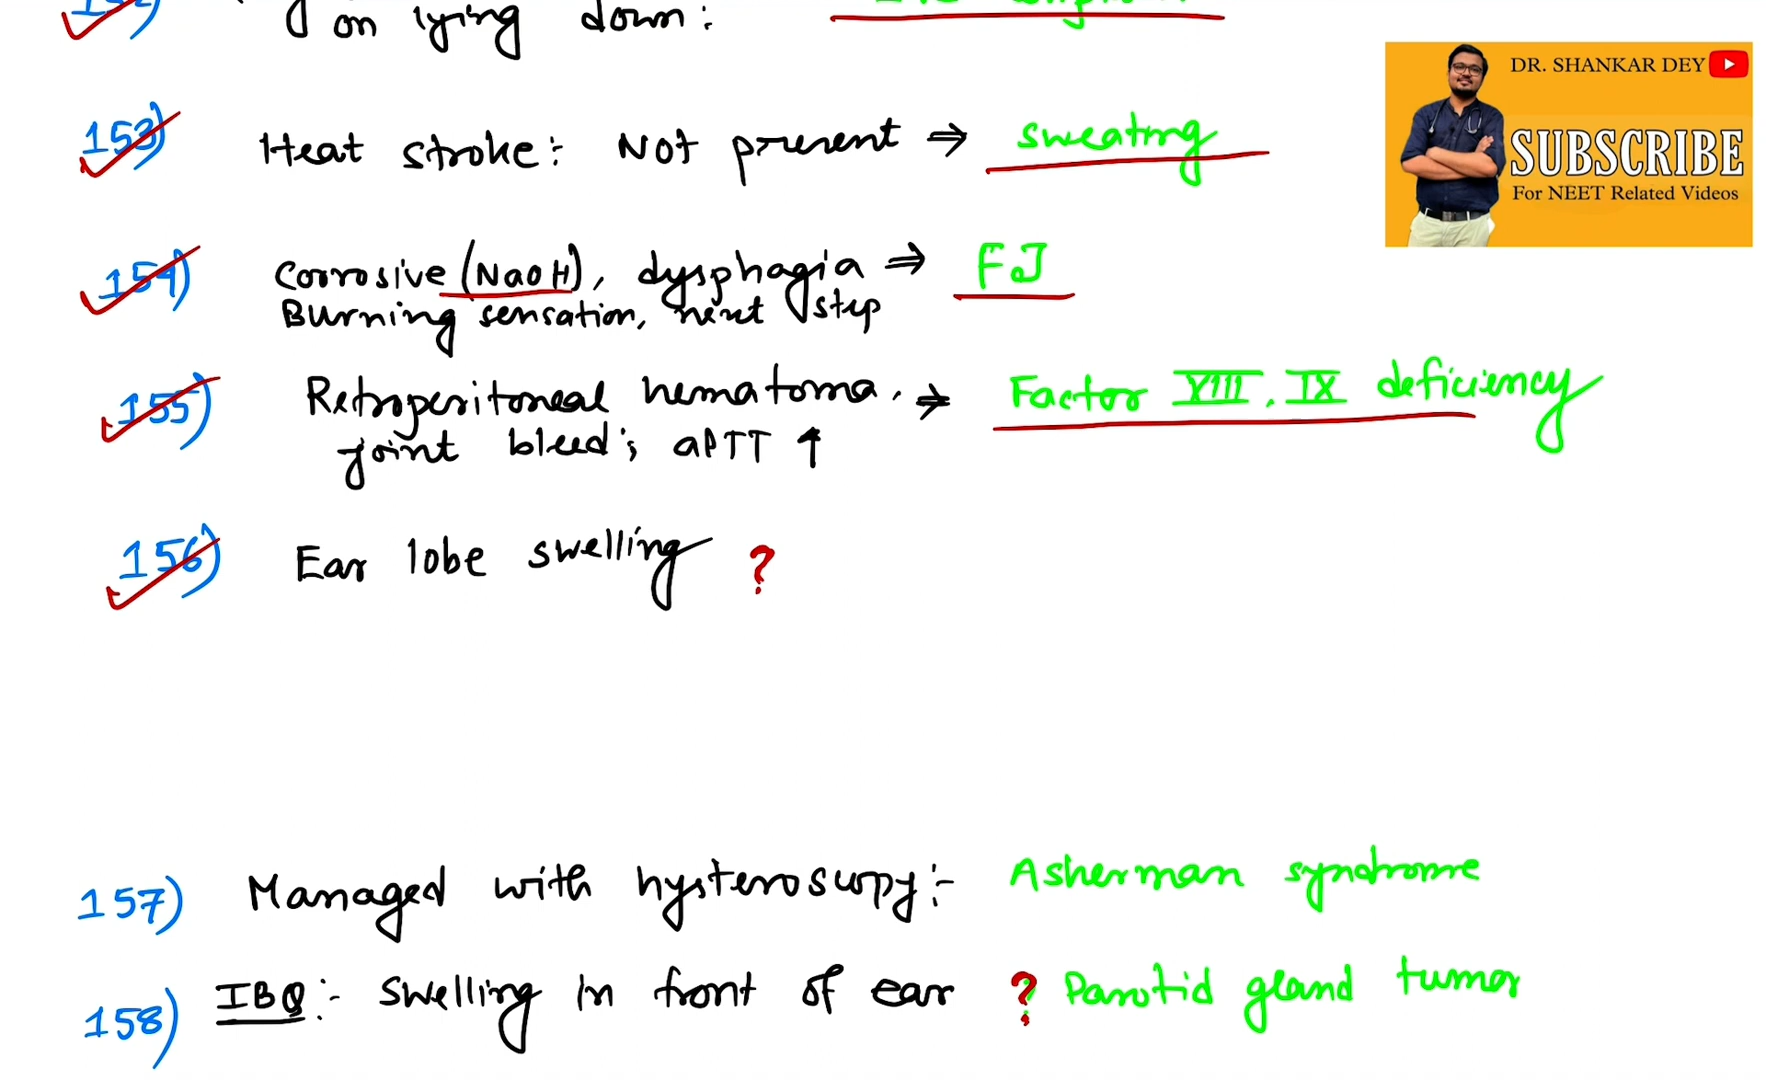 on lying down:
DR. SHANKAR DEY
SUBSCRIBE
For NEET Related Videos
153) Heat stroke: Not present ⇒ sweating
154) Corrosive (NaOH), dysphagia ⇒ FJ
Burning sensation, next step
155) Retroperitoneal hematoma. ⇒ Factor VIII, IX deficiency
joint bleed; aPTT ↑
156) Ear lobe swelling ?
157) Managed with hysteroscopy:- Asherman syndrome
158) IBQ:- Swelling in front of ear ? Parotid gland tumor